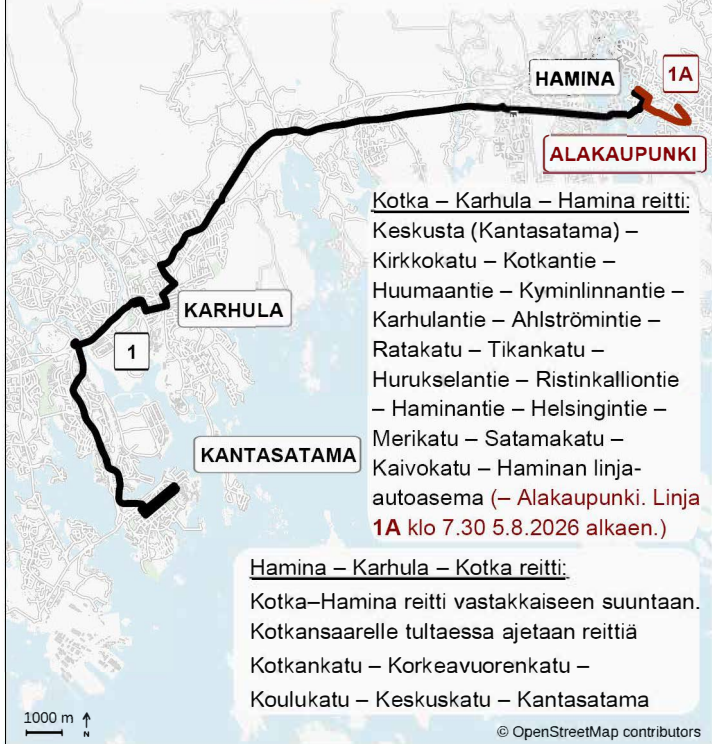 HAMINA
1A
ALAKAUPUNKI
Kotka – Karhula – Hamina reitti:
Keskusta (Kantasatama) –
Kirkkokatu – Kotkantie –
Huumaantie – Kyminlinnantie –
Karhulantie – Ahlströmintie –
Ratakatu – Tikankatu –
Hurukselantie – Ristinkalliontie
– Haminantie – Helsingintie –
Merikatu – Satamakatu –
Kaivokatu – Haminan linja-
autoasema (– Alakaupunki. Linja
1A klo 7.30 5.8.2026 alkaen.)
KARHULA
1
KANTASATAMA
Hamina – Karhula – Kotka reitti:
Kotka–Hamina reitti vastakkaiseen suuntaan.
Kotkansaarelle tultaessa ajetaan reittiä
Kotkankatu – Korkeavuorenkatu –
Koulukatu – Keskuskatu – Kantasatama
1000 m
N
© OpenStreetMap contributors